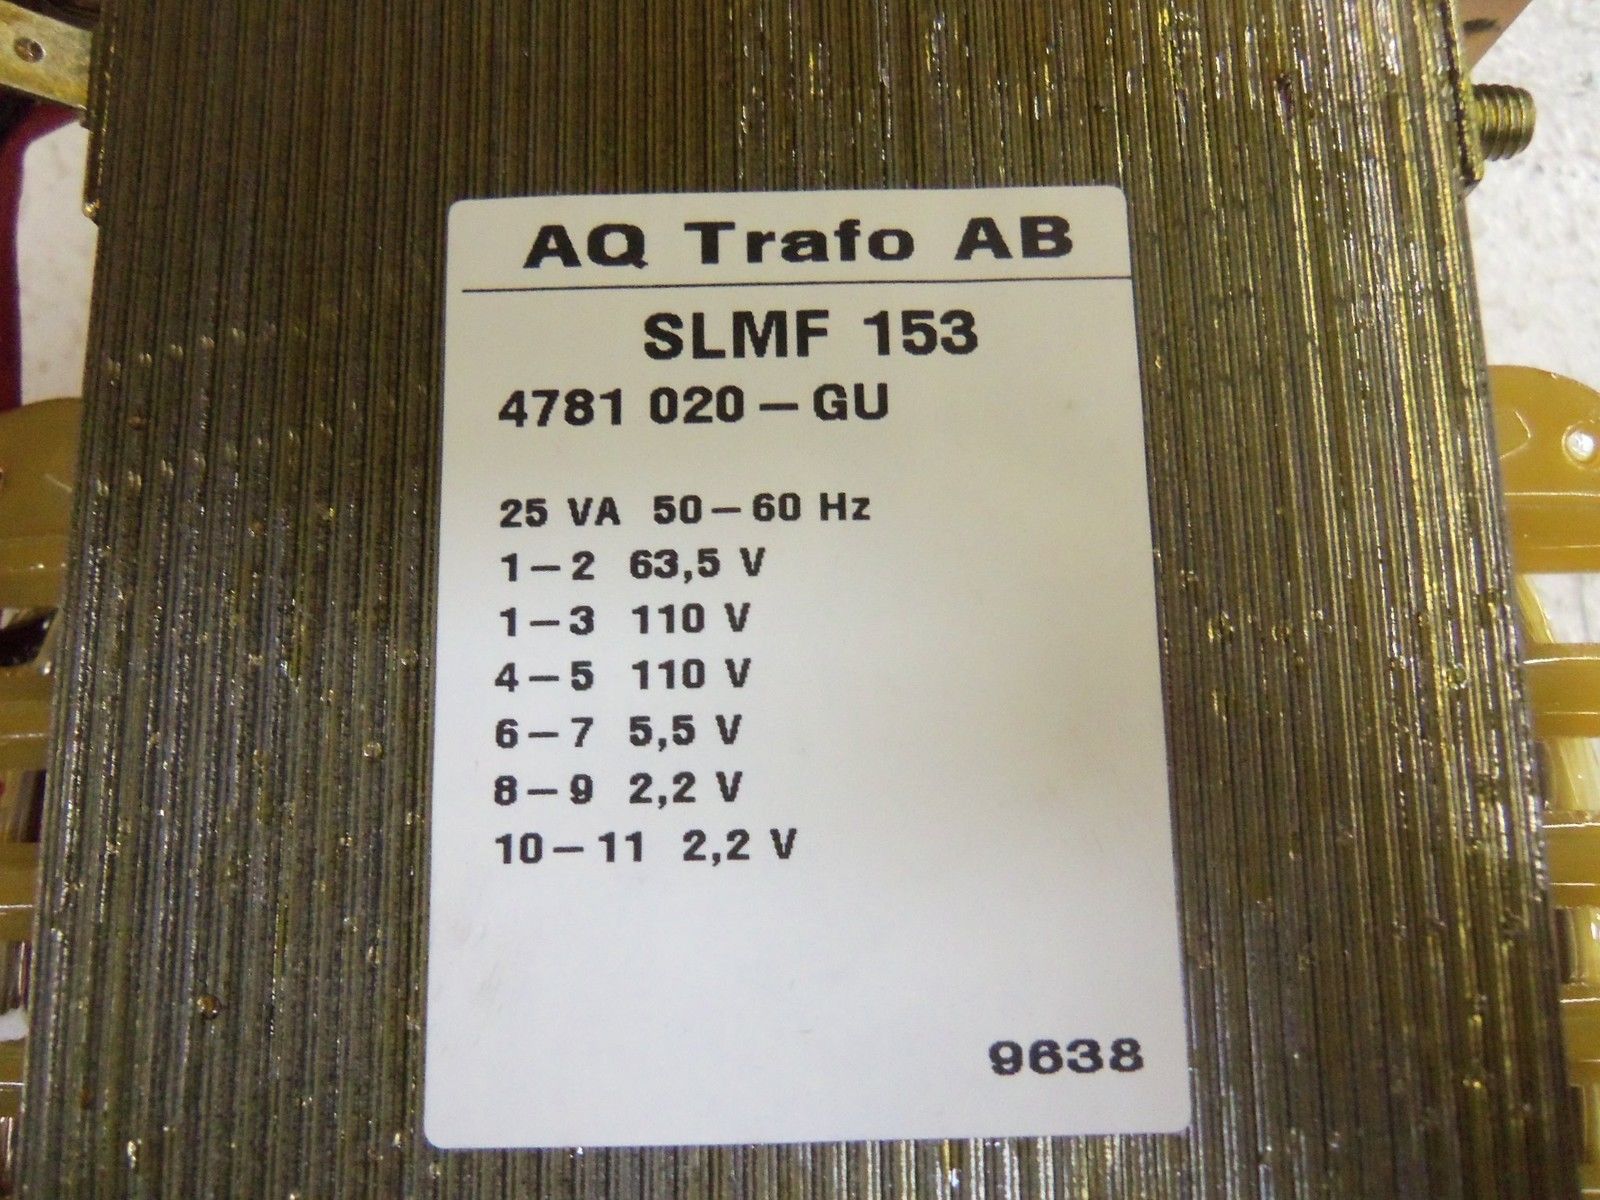 AQ Trafo AB
SLMF 153
4781 020-GU
25 VA 50-60 Hz
1-2 63,5 V
1-3 110 V
4-5 110 V
6-7 5,5 V
8-9 2,2 V
10-11 2,2 V
9638